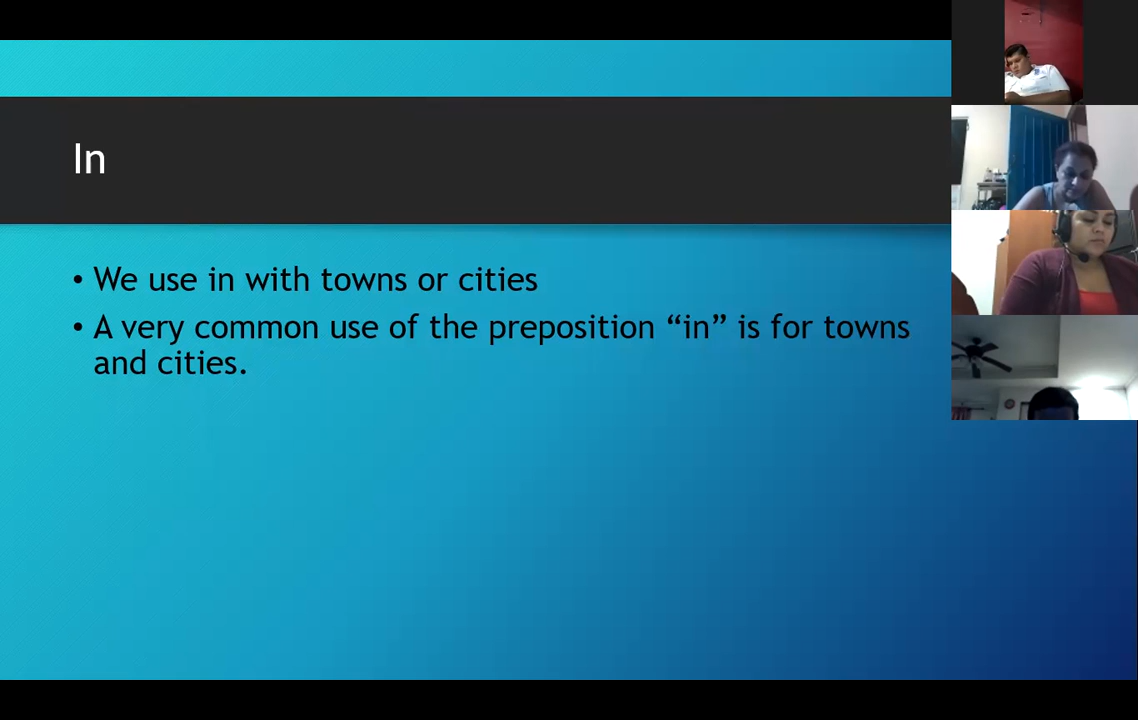 In
• We use in with towns or cities
• A very common use of the preposition “in” is for towns
and cities.